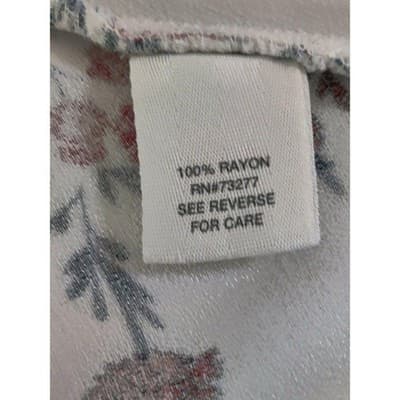 100% RAYON
RN#73277
SEE REVERSE
FOR CARE